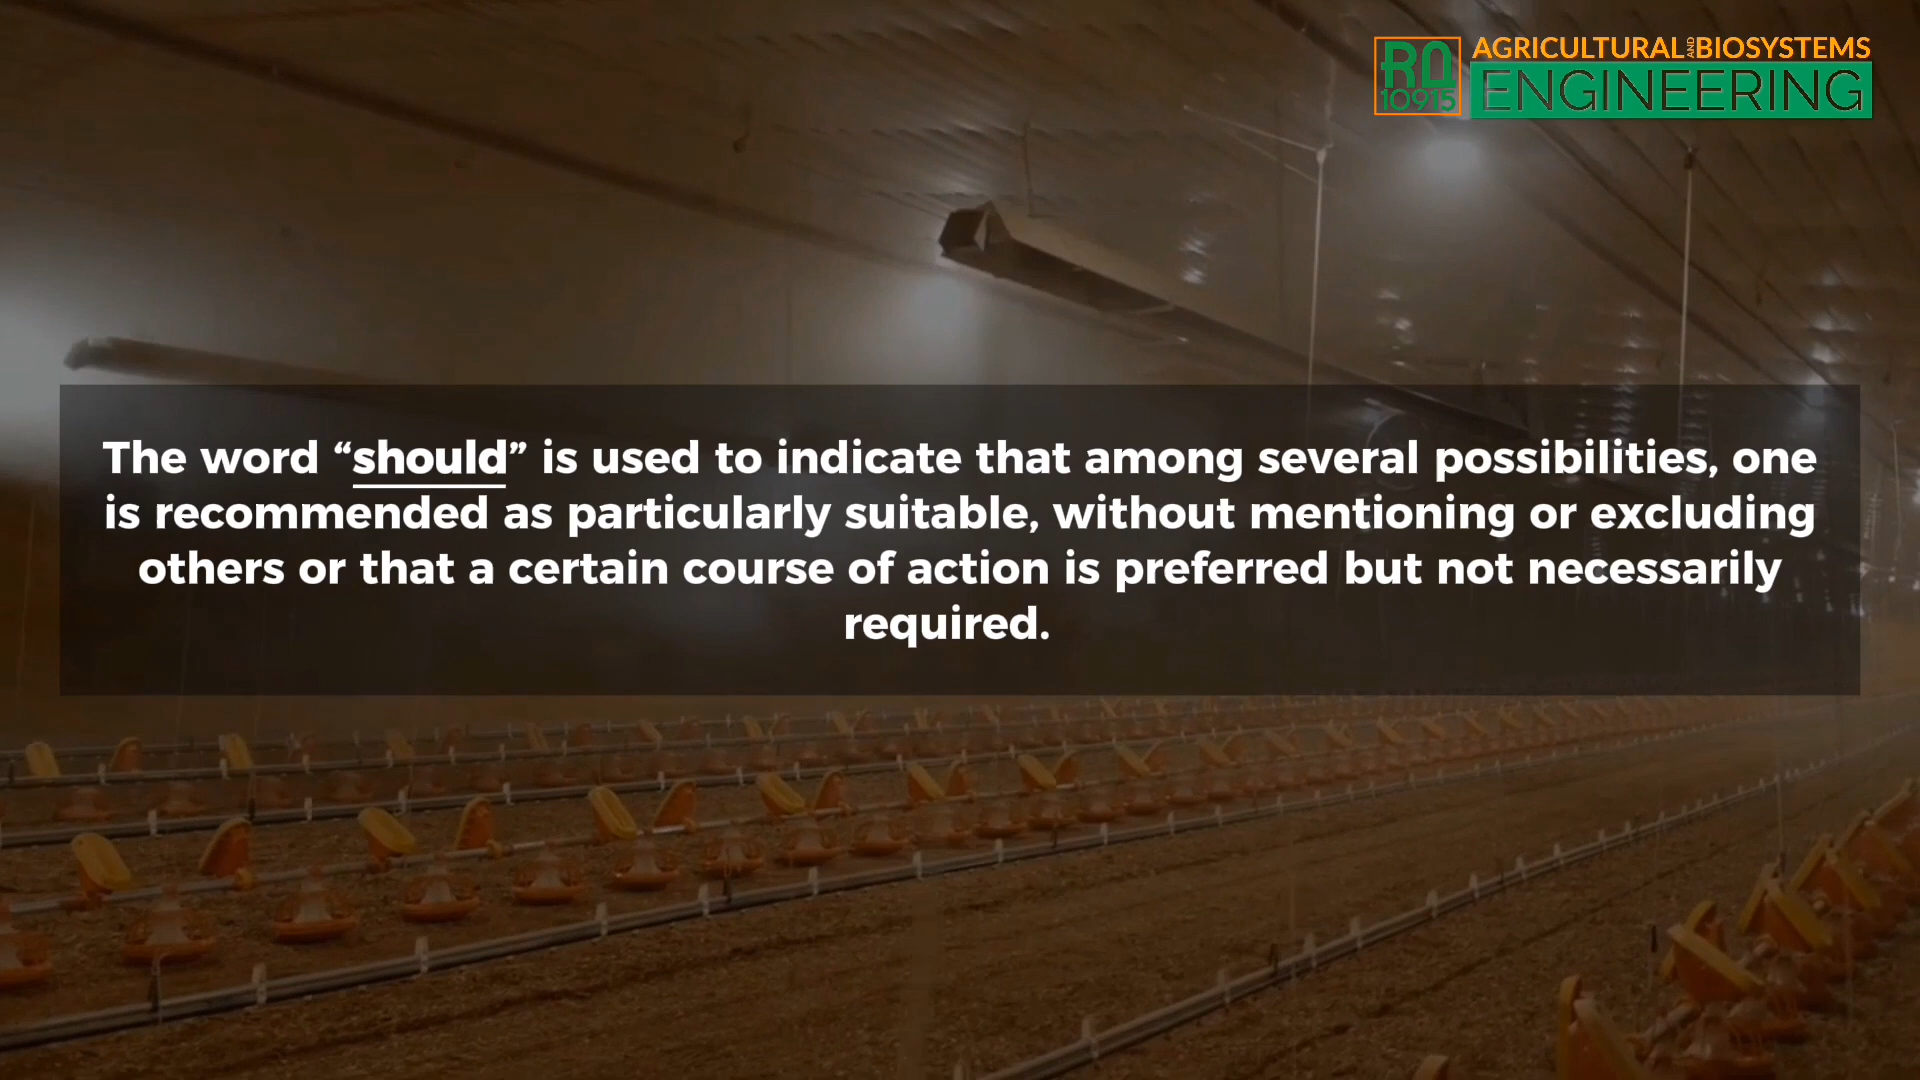 RA
10915
AGRICULTURAL AND BIOSYSTEMS
ENGINEERING
The word “should” is used to indicate that among several possibilities, one
is recommended as particularly suitable, without mentioning or excluding
others or that a certain course of action is preferred but not necessarily
required.